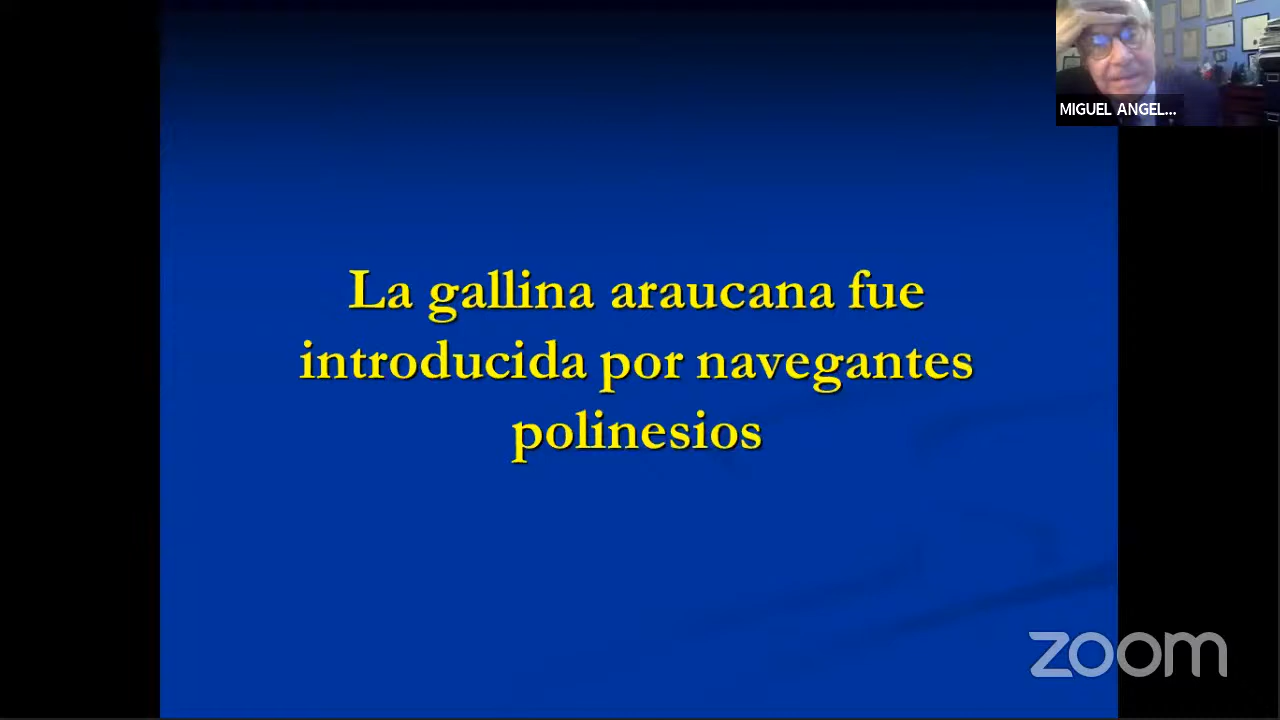 MIGUEL ANGEL...
La gallina araucana fue
introducida por navegantes
polinesios
zoom